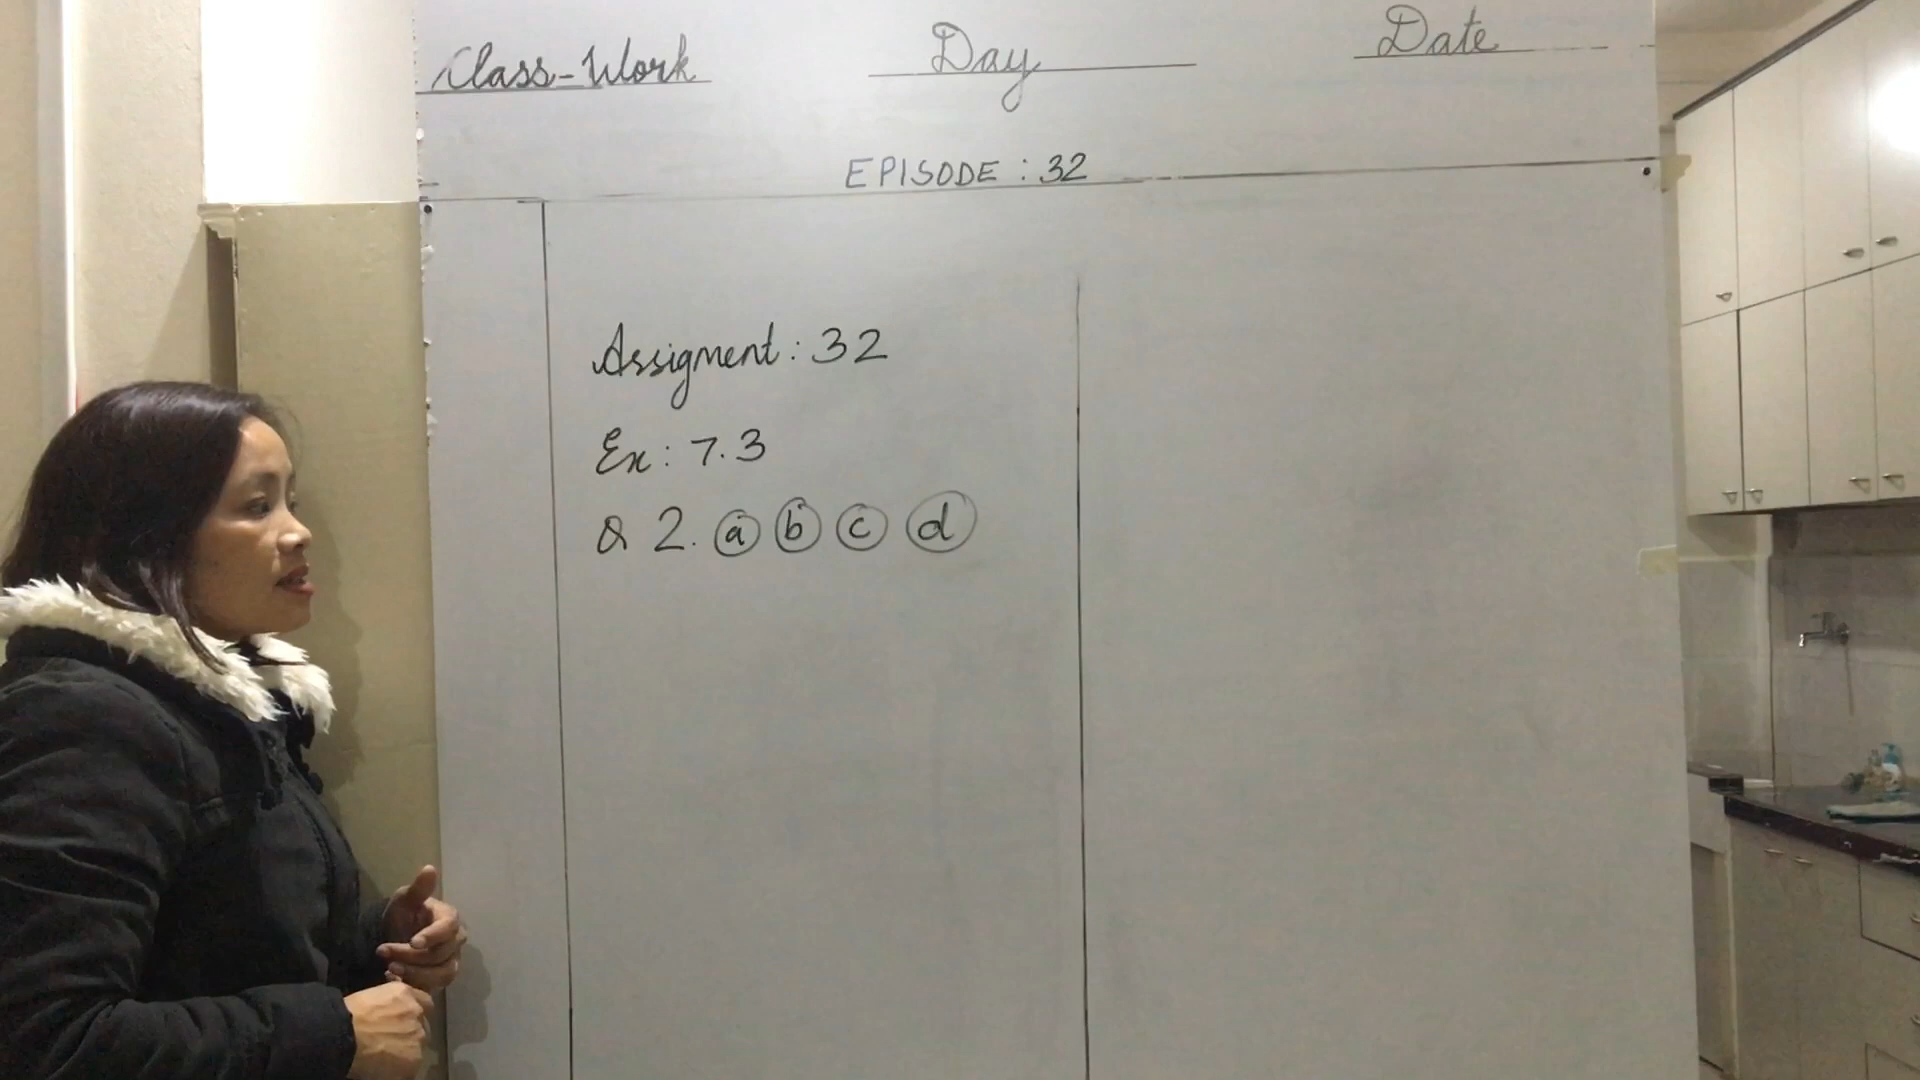 Class-Work Day Date
EPISODE : 32
Assigment : 32
Ex : 7.3
Q 2. a b c d